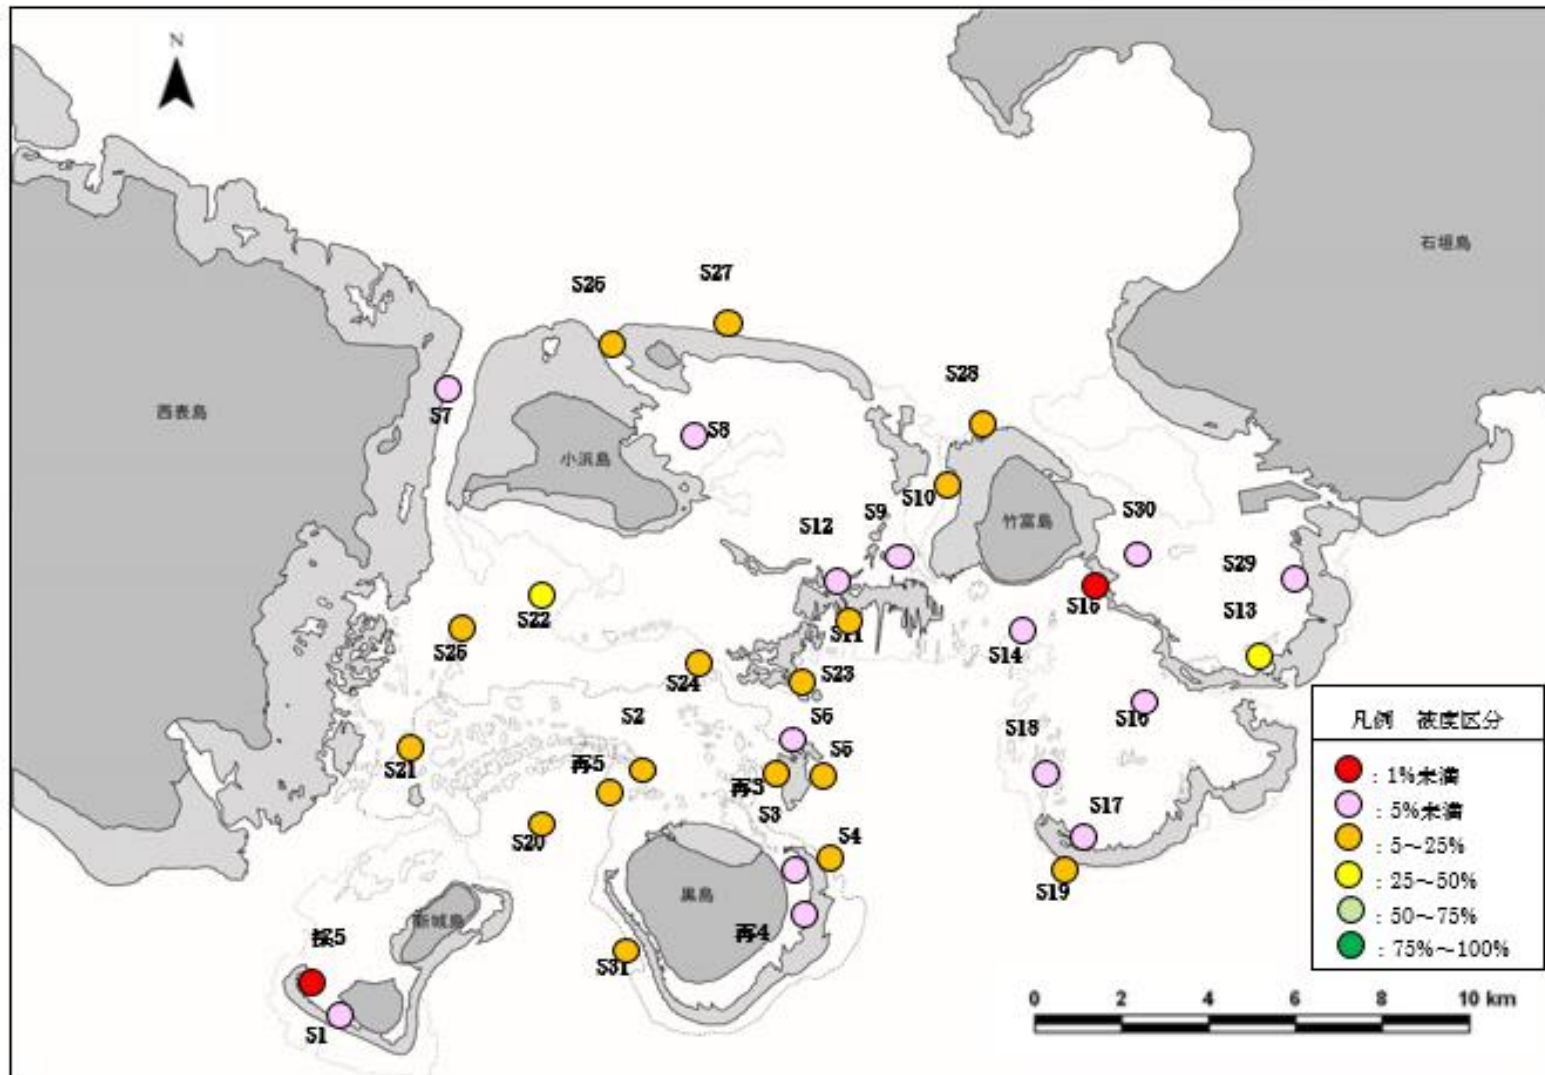 N
石垣島
S27
S26
S28
西表島
S7
S8
小浜島
S10
S9
S12
竹富島
S30
S29
S15
S13
S22
S11
S25
S14
S24
S23
S16
S2
S6
S18
凡例 被度区分
S21
再5
S5
再3
: 1%未満
S3
S17
: 5%未満
S20
S4
: 5～25%
S19
: 25～50%
黒島
新城島
再4
: 50～75%
採5
: 75%～100%
S31
0 2 4 6 8 10 km
S1